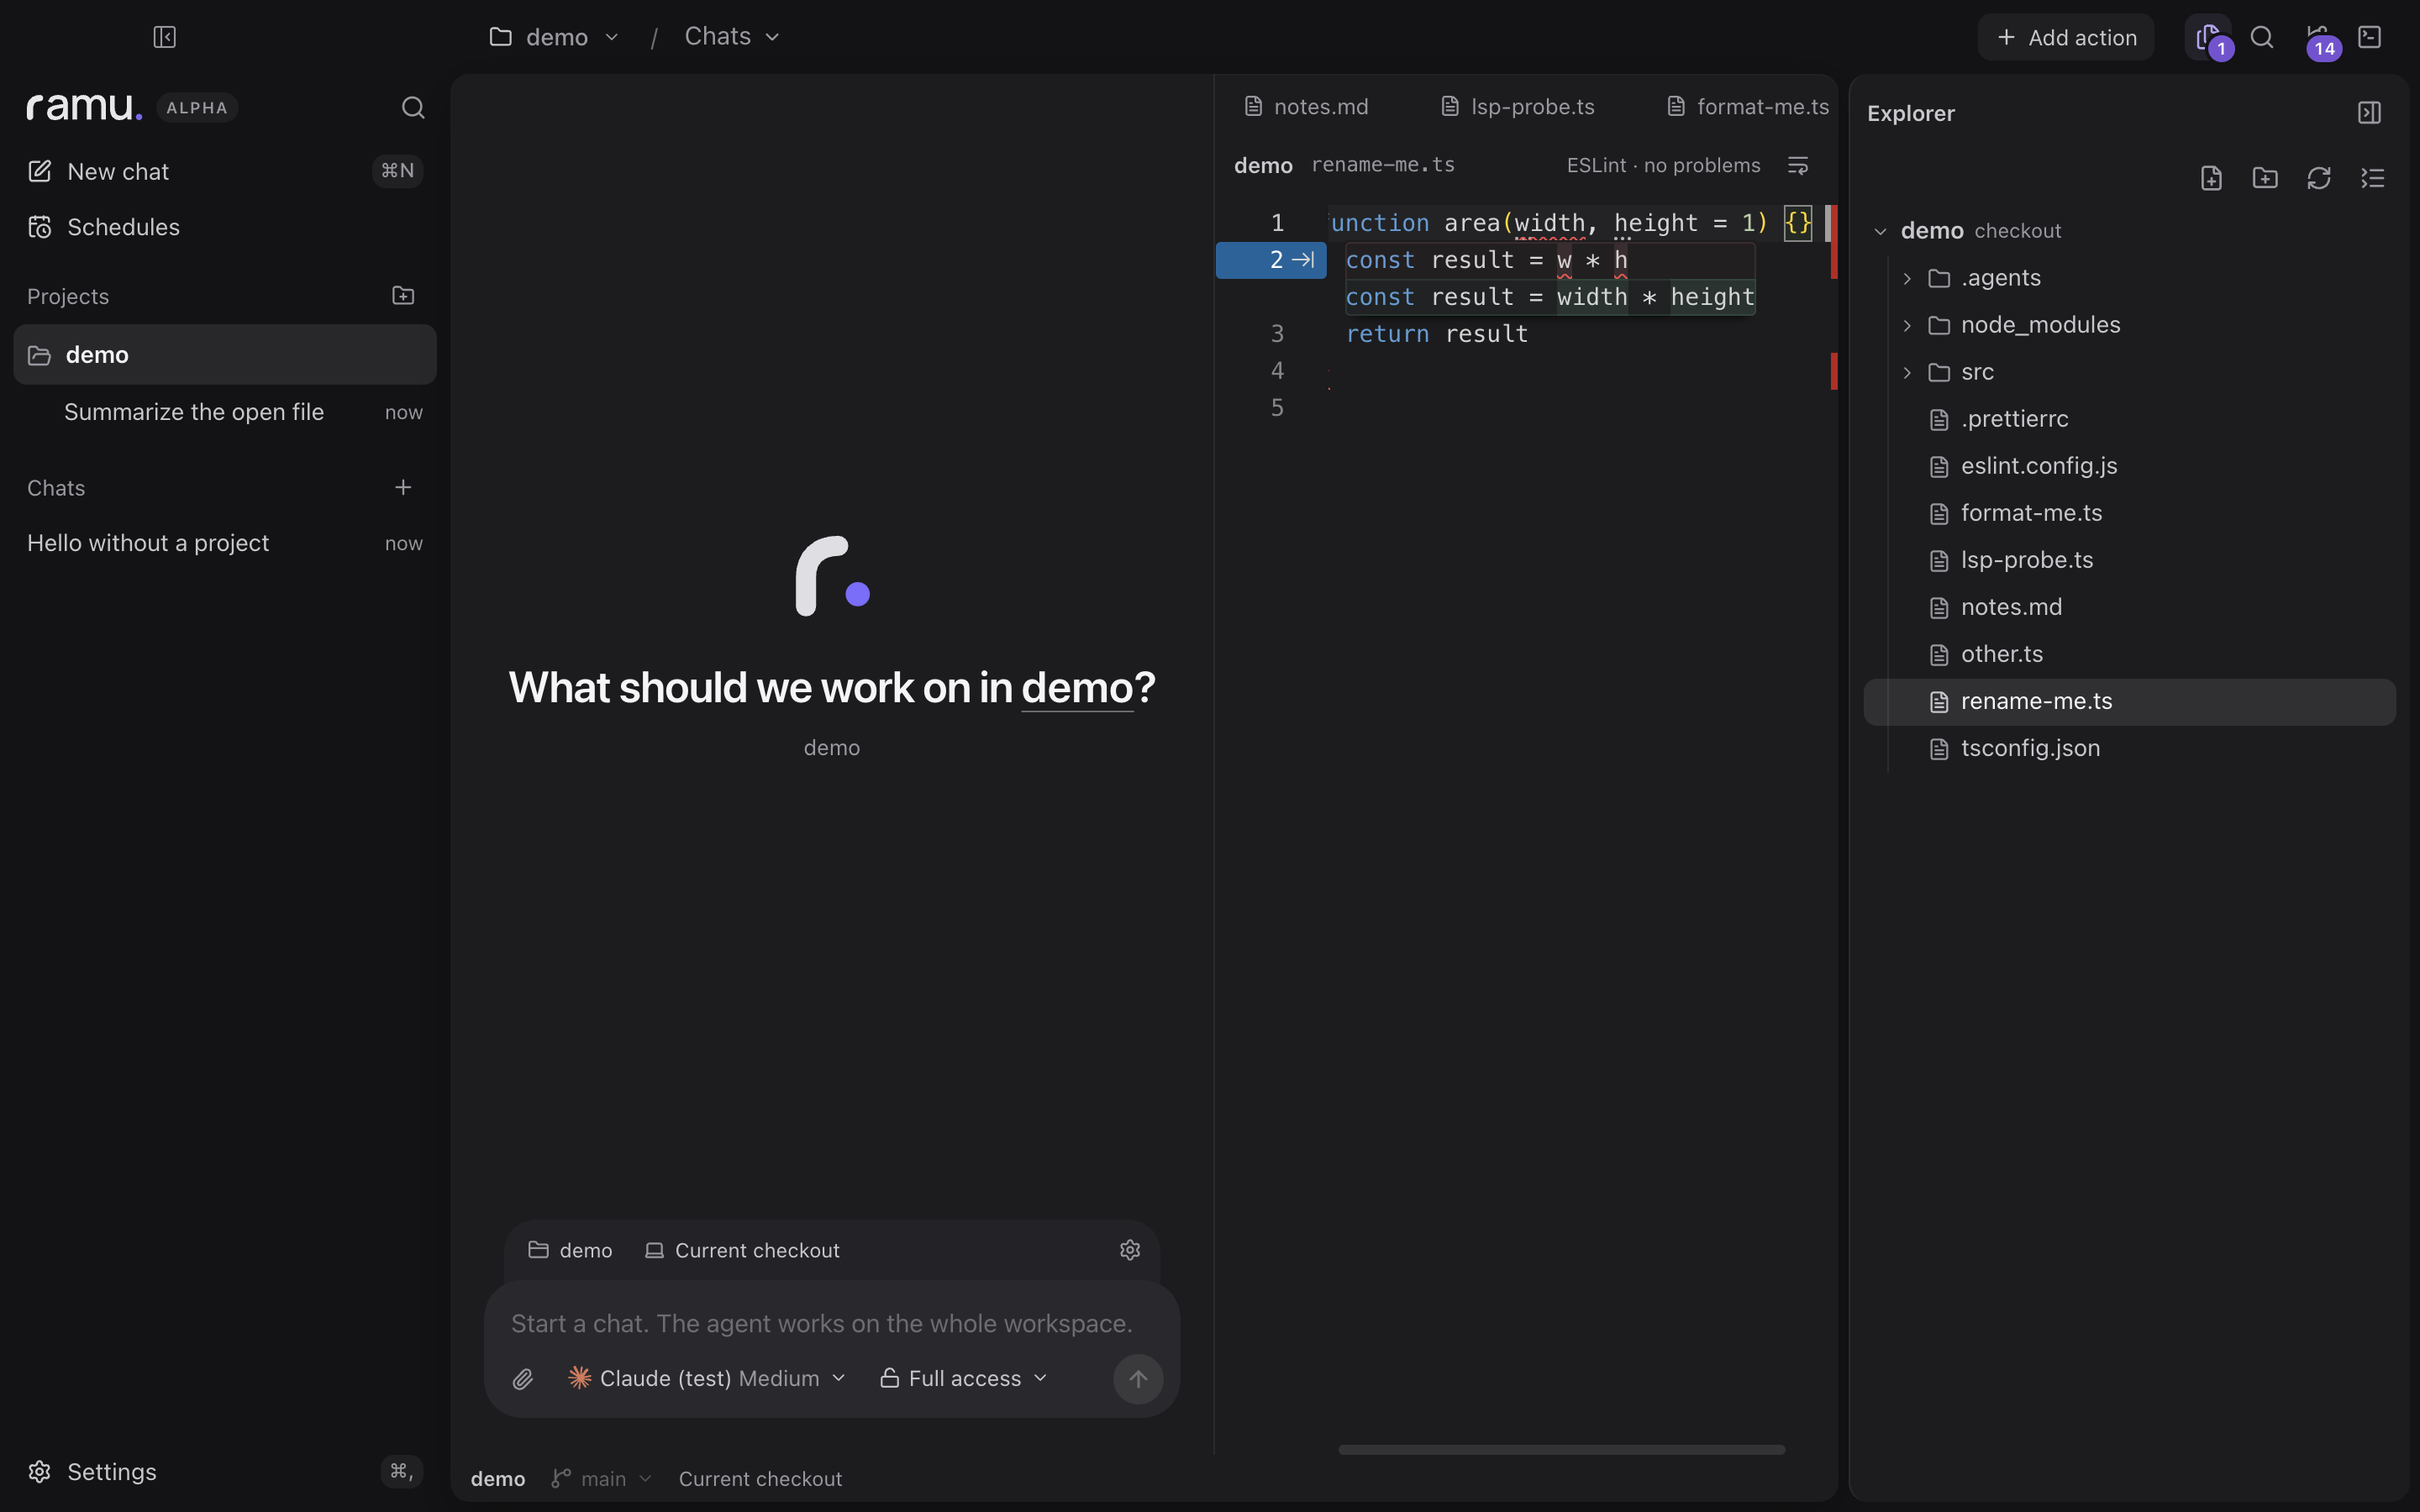 demo / Chats
Add action
1
14
ramu. ALPHA
New chat ⌘N
Schedules
Projects
demo
Summarize the open file now
Chats
Hello without a project now
Settings ⌘,
What should we work on in demo?
demo
demo Current checkout
Start a chat. The agent works on the whole workspace.
Claude (test) Medium Full access
demo main Current checkout
notes.md lsp-probe.ts format-me.ts
demo rename-me.ts ESLint · no problems
1 unction area(width, height = 1) {}
2 const result = w * h
const result = width * height
3 return result
4
5
Explorer
demo checkout
.agents
node_modules
src
.prettierrc
eslint.config.js
format-me.ts
lsp-probe.ts
notes.md
other.ts
rename-me.ts
tsconfig.json